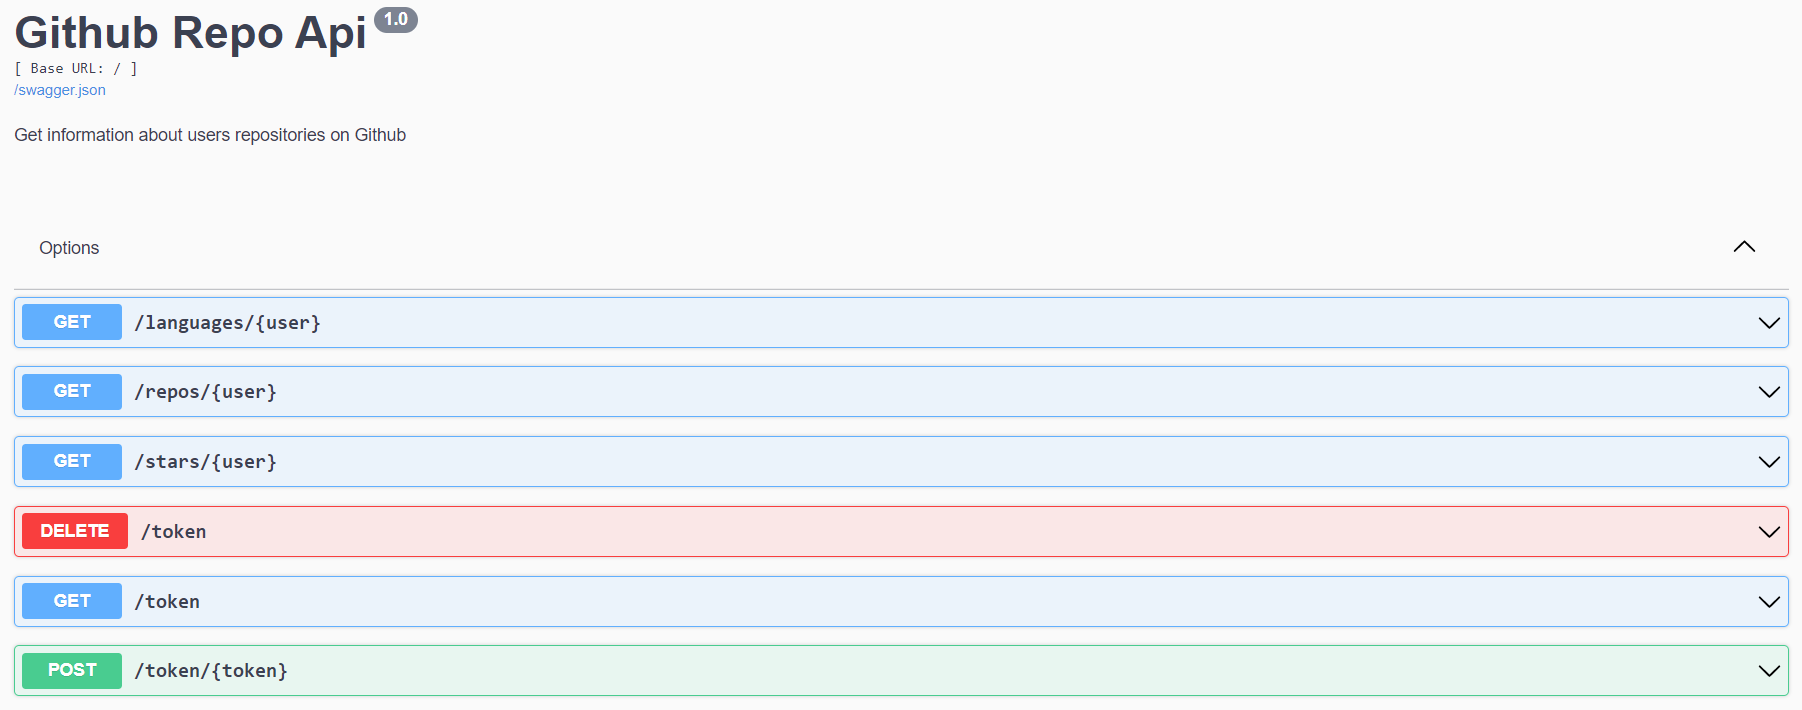 Github Repo Api 1.0
[ Base URL: / ]
/swagger.json
Get information about users repositories on Github
Options
GET /languages/{user}
GET /repos/{user}
GET /stars/{user}
DELETE /token
GET /token
POST /token/{token}